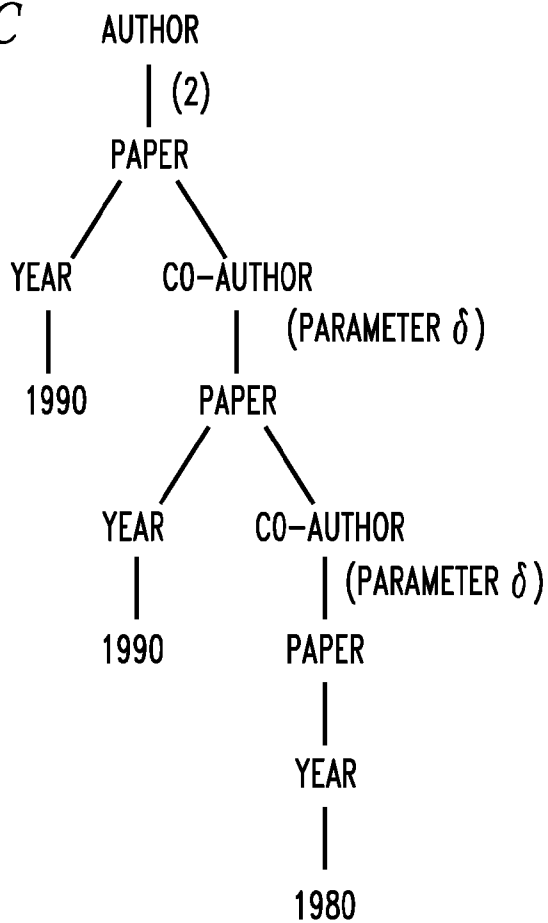 C
AUTHOR
(2)
PAPER
YEAR CO-AUTHOR
(PARAMETER δ)
1990 PAPER
YEAR CO-AUTHOR
(PARAMETER δ)
1990 PAPER
YEAR
1980